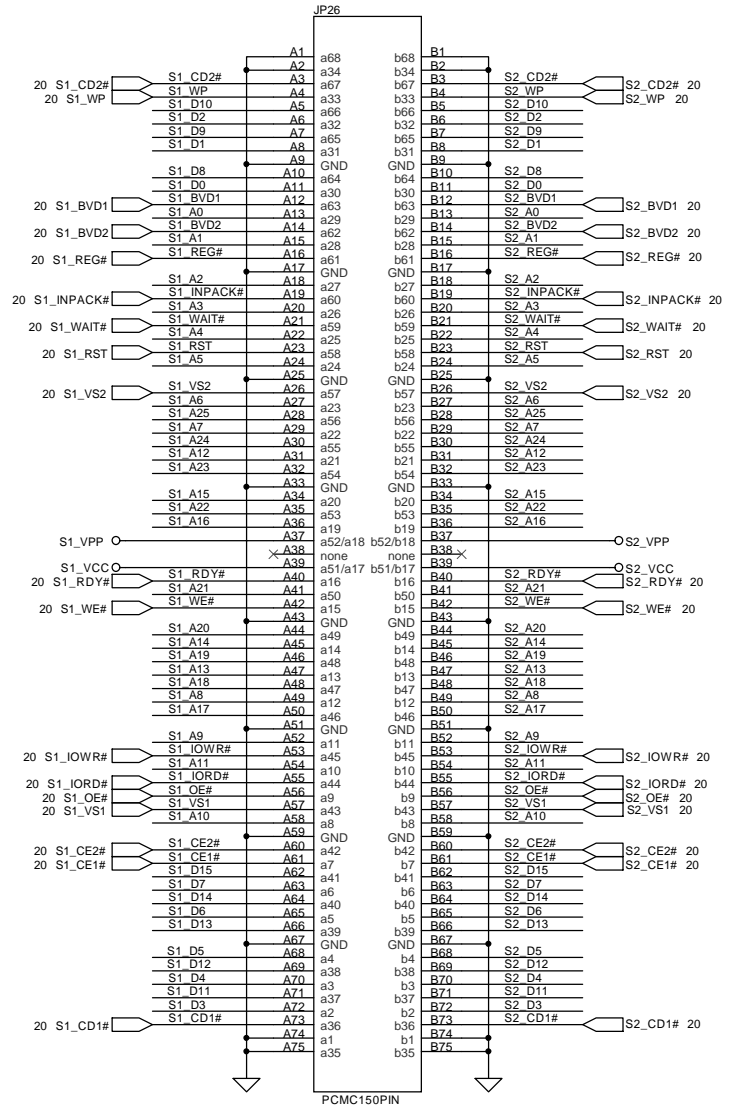 JP26
A1 a68 b68 B1
A2 a34 b34 B2
20 S1_CD2# S1_CD2# A3 a67 b67 B3 S2_CD2# S2_CD2# 20
20 S1_WP S1_WP A4 a33 b33 B4 S2_WP S2_WP 20
S1_D10 A5 a66 b66 B5 S2_D10
S1_D2 A6 a32 b32 B6 S2_D2
S1_D9 A7 a65 b65 B7 S2_D9
S1_D1 A8 a31 b31 B8 S2_D1
A9 GND GND B9
S1_D8 A10 a64 b64 B10 S2_D8
S1_D0 A11 a30 b30 B11 S2_D0
20 S1_BVD1 S1_BVD1 A12 a63 b63 B12 S2_BVD1 S2_BVD1 20
S1_A0 A13 a29 b29 B13 S2_A0
20 S1_BVD2 S1_BVD2 A14 a62 b62 B14 S2_BVD2 S2_BVD2 20
S1_A1 A15 a28 b28 B15 S2_A1
20 S1_REG# S1_REG# A16 a61 b61 B16 S2_REG# S2_REG# 20
A17 GND GND B17
S1_A2 A18 a27 b27 B18 S2_A2
20 S1_INPACK# S1_INPACK# A19 a60 b60 B19 S2_INPACK# S2_INPACK# 20
S1_A3 A20 a26 b26 B20 S2_A3
20 S1_WAIT# S1_WAIT# A21 a59 b59 B21 S2_WAIT# S2_WAIT# 20
S1_A4 A22 a25 b25 B22 S2_A4
20 S1_RST S1_RST A23 a58 b58 B23 S2_RST S2_RST 20
S1_A5 A24 a24 b24 B24 S2_A5
A25 GND GND B25
20 S1_VS2 S1_VS2 A26 a57 b57 B26 S2_VS2 S2_VS2 20
S1_A6 A27 a23 b23 B27 S2_A6
S1_A25 A28 a56 b56 B28 S2_A25
S1_A7 A29 a22 b22 B29 S2_A7
S1_A24 A30 a55 b55 B30 S2_A24
S1_A12 A31 a21 b21 B31 S2_A12
S1_A23 A32 a54 b54 B32 S2_A23
A33 GND GND B33
S1_A15 A34 a20 b20 B34 S2_A15
S1_A22 A35 a53 b53 B35 S2_A22
S1_A16 A36 a19 b19 B36 S2_A16
S1_VPP A37 a52/a18 b52/b18 B37 S2_VPP
A38 none none B38
S1_VCC A39 a51/a17 b51/b17 B39 S2_VCC
20 S1_RDY# S1_RDY# A40 a16 b16 B40 S2_RDY# S2_RDY# 20
S1_A21 A41 a50 b50 B41 S2_A21
20 S1_WE# S1_WE# A42 a15 b15 B42 S2_WE# S2_WE# 20
A43 GND GND B43
S1_A20 A44 a49 b49 B44 S2_A20
S1_A14 A45 a14 b14 B45 S2_A14
S1_A19 A46 a48 b48 B46 S2_A19
S1_A13 A47 a13 b13 B47 S2_A13
S1_A18 A48 a47 b47 B48 S2_A18
S1_A8 A49 a12 b12 B49 S2_A8
S1_A17 A50 a46 b46 B50 S2_A17
A51 GND GND B51
S1_A9 A52 a11 b11 B52 S2_A9
20 S1_IOWR# S1_IOWR# A53 a45 b45 B53 S2_IOWR# S2_IOWR# 20
S1_A11 A54 a10 b10 B54 S2_A11
20 S1_IORD# S1_IORD# A55 a44 b44 B55 S2_IORD# S2_IORD# 20
20 S1_OE# S1_OE# A56 a9 b9 B56 S2_OE# S2_OE# 20
20 S1_VS1 S1_VS1 A57 a43 b43 B57 S2_VS1 S2_VS1 20
S1_A10 A58 a8 b8 B58 S2_A10
A59 GND GND B59
20 S1_CE2# S1_CE2# A60 a42 b42 B60 S2_CE2# S2_CE2# 20
20 S1_CE1# S1_CE1# A61 a7 b7 B61 S2_CE1# S2_CE1# 20
S1_D15 A62 a41 b41 B62 S2_D15
S1_D7 A63 a6 b6 B63 S2_D7
S1_D14 A64 a40 b40 B64 S2_D14
S1_D6 A65 a5 b5 B65 S2_D6
S1_D13 A66 a39 b39 B66 S2_D13
A67 GND GND B67
S1_D5 A68 a4 b4 B68 S2_D5
S1_D12 A69 a38 b38 B69 S2_D12
S1_D4 A70 a3 b3 B70 S2_D4
S1_D11 A71 a37 b37 B71 S2_D11
S1_D3 A72 a2 b2 B72 S2_D3
20 S1_CD1# S1_CD1# A73 a36 b36 B73 S2_CD1# S2_CD1# 20
A74 a1 b1 B74
A75 a35 b35 B75
PCMC150PIN